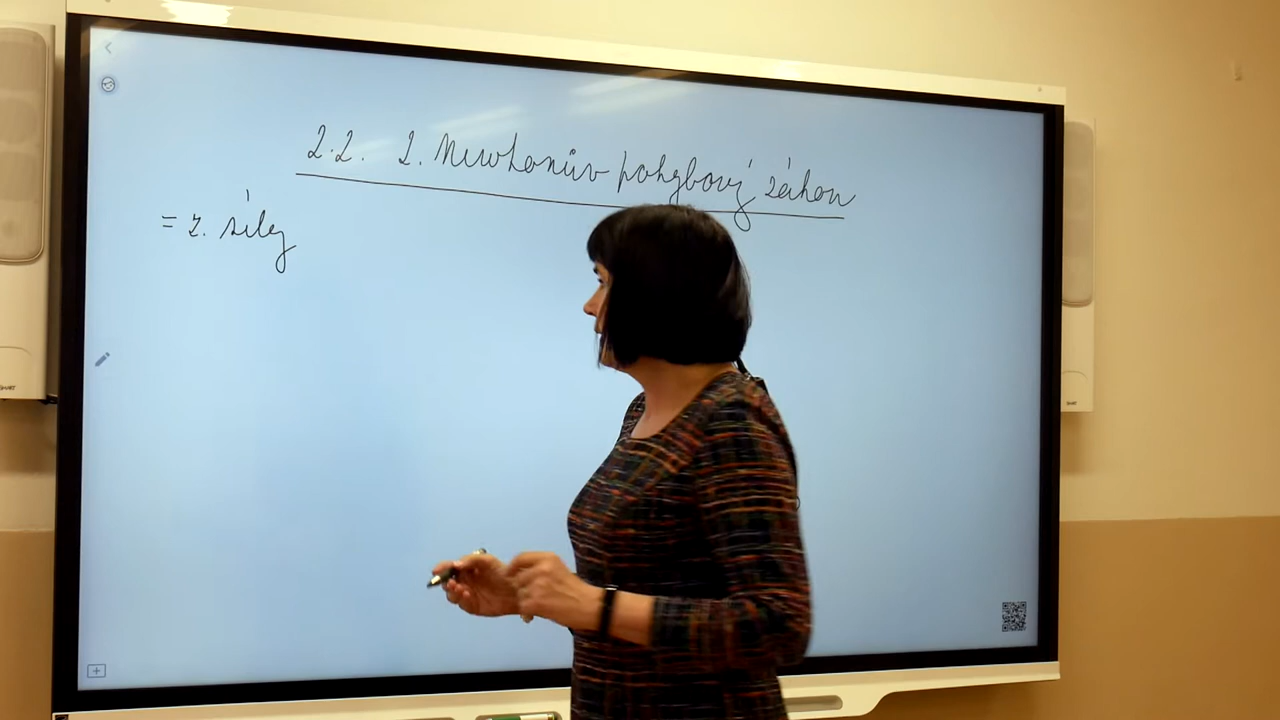 2.2. 2. Newtonův pohybový zákon
= z. síly